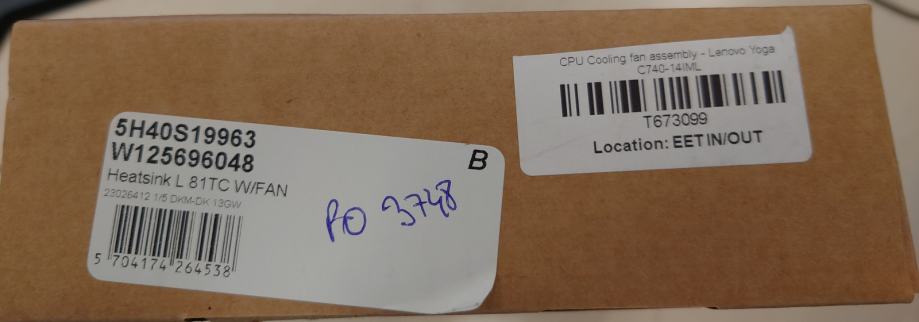 5H40S19963
W125696048
B
Heatsink L 81TC W/FAN
23026412 1/5 DKM-DK 13GW
PO 3748
5 704174 264538
CPU Cooling fan assembly - Lenovo Yoga
C740-14IML
T673099
Location: EET IN/OUT